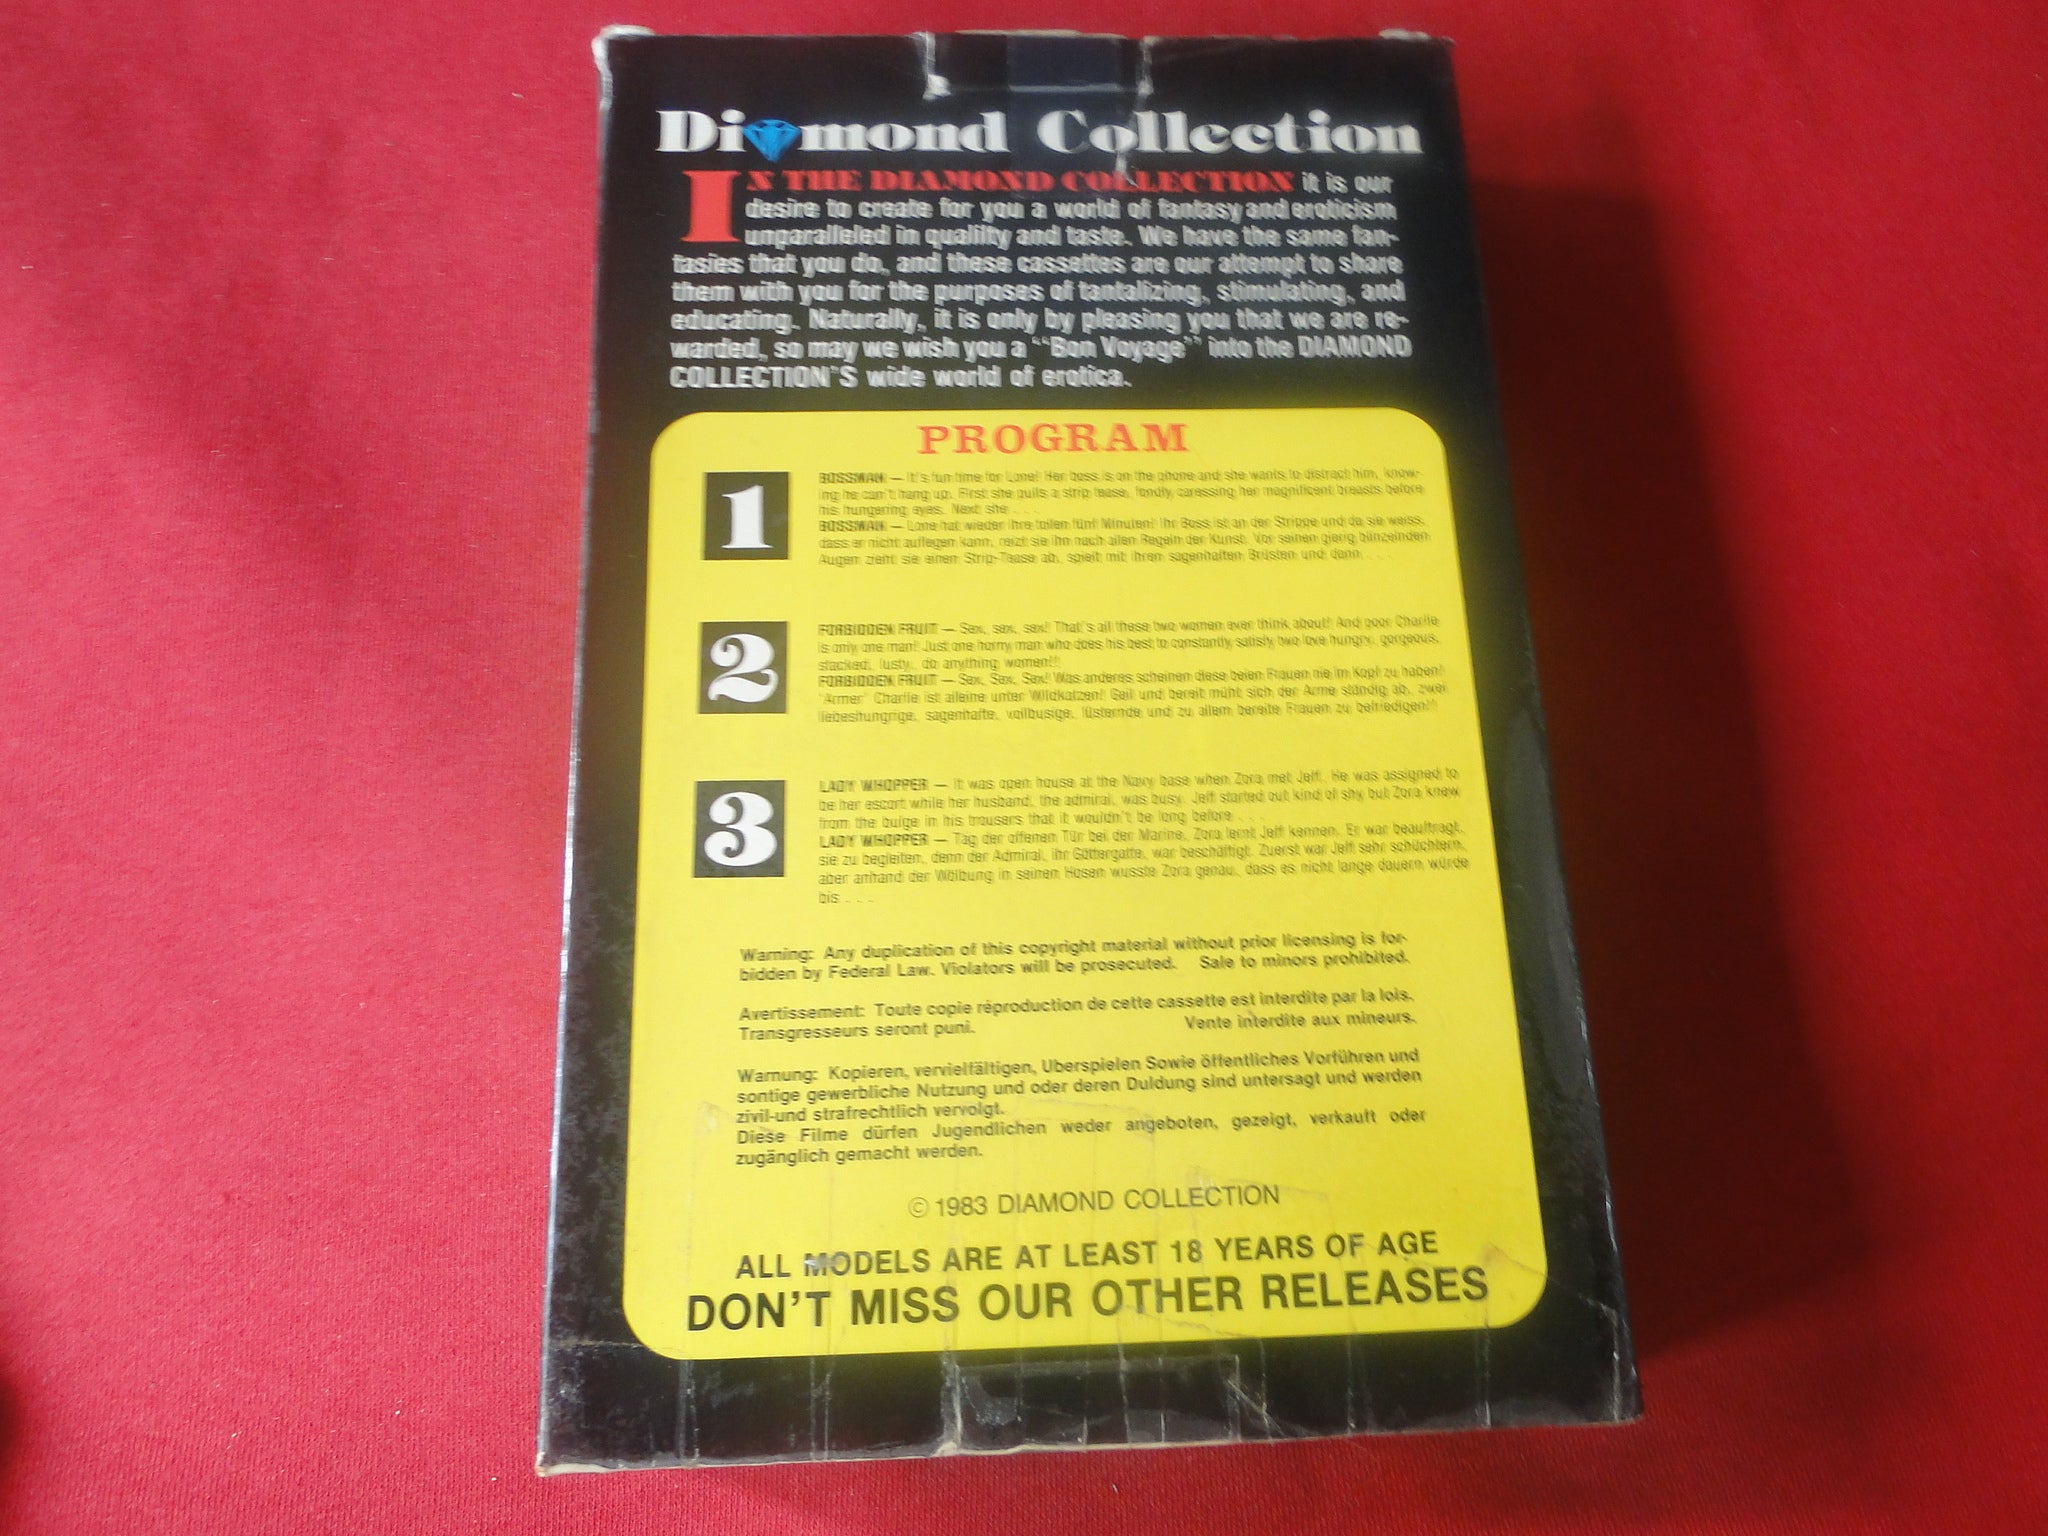 Diamond Collection
IN THE DIAMOND COLLECTION it is our
desire to create for you a world of fantasy and eroticism
unparalleled in qualilty and taste. We have the same fan-
tasies that you do, and these cassettes are our attempt to share
them with you for the purposes of tantalizing, stimulating, and
educating. Naturally, it is only by pleasing you that we are re-
warded, so may we wish you a "Bon Voyage" into the DIAMOND
COLLECTION'S wide world of erotica.
PROGRAM
1
BOSSMAN — It's fun time for Lone! Her boss is on the phone and she wants to distract him, know-
ing he can't hang up. First she pulls a strip tease, fondly caressing her magnificent breasts before
his hungering eyes. Next she . . .
BOSSMAN — Lone hat wieder ihre tollen fünf Minuten! Ihr Boss ist an der Strippe und da sie weiss,
dass er nicht auflegen kann, reizt sie ihn nach allen Regeln der Kunst. Vor seinen gierig blinzelnden
Augen zieht sie einen Strip-Tease ab, spielt mit ihren sagenhaften Brüsten und dann . . .
2
FORBIDDEN FRUIT — Sex, sex, sex! That's all these two women ever think about! And poor Charlie
is only one man! Just one horny man who does his best to constantly satisfy two love hungry, gorgeous,
stacked, lusty, do anything women!!
FORBIDDEN FRUIT — Sex, Sex, Sex! Was anderes scheinen diese beien Frauen nie im Kopf zu haben!
'Armer' Charlie ist alleine unter Wildkatzen! Geil und bereit müht sich der Arme ständig ab, zwei
liebeshungrige, sagenhafte, vollbusige, lüsternde und zu allem bereite Frauen zu befriedigen!!
3
LADY WHOPPER — It was open house at the Navy base when Zora met Jeff. He was assigned to
be her escort while her husband, the admiral, was busy. Jeff started out kind of shy but Zora knew
from the bulge in his trousers that it wouldn't be long before . . .
LADY WHOPPER — Tag der offenen Tür bei der Marine. Zora lernt Jeff kennen. Er war beauftragt,
sie zu begleiten, denn der Admiral, ihr Göttergatte, war beschäftigt. Zuerst war Jeff sehr schüchtern,
aber anhand der Wölbung in seinen Hosen wusste Zora genau, dass es nicht lange dauern würde
bis . . .
Warning: Any duplication of this copyright material without prior licensing is for-
bidden by Federal Law. Violators will be prosecuted. Sale to minors prohibited.
Avertissement: Toute copie réproduction de cette cassette est interdite par la lois.
Transgresseurs seront puni. Vente interdite aux mineurs.
Warnung: Kopieren, vervielfältigen, Uberspielen Sowie öffentliches Vorführen und
sontige gewerbliche Nutzung und oder deren Duldung sind untersagt und werden
zivil-und strafrechtlich vervolgt.
Diese Filme dürfen Jugendlichen weder angeboten, gezeigt, verkauft oder
zugänglich gemacht werden.
© 1983 DIAMOND COLLECTION
ALL MODELS ARE AT LEAST 18 YEARS OF AGE
DON'T MISS OUR OTHER RELEASES